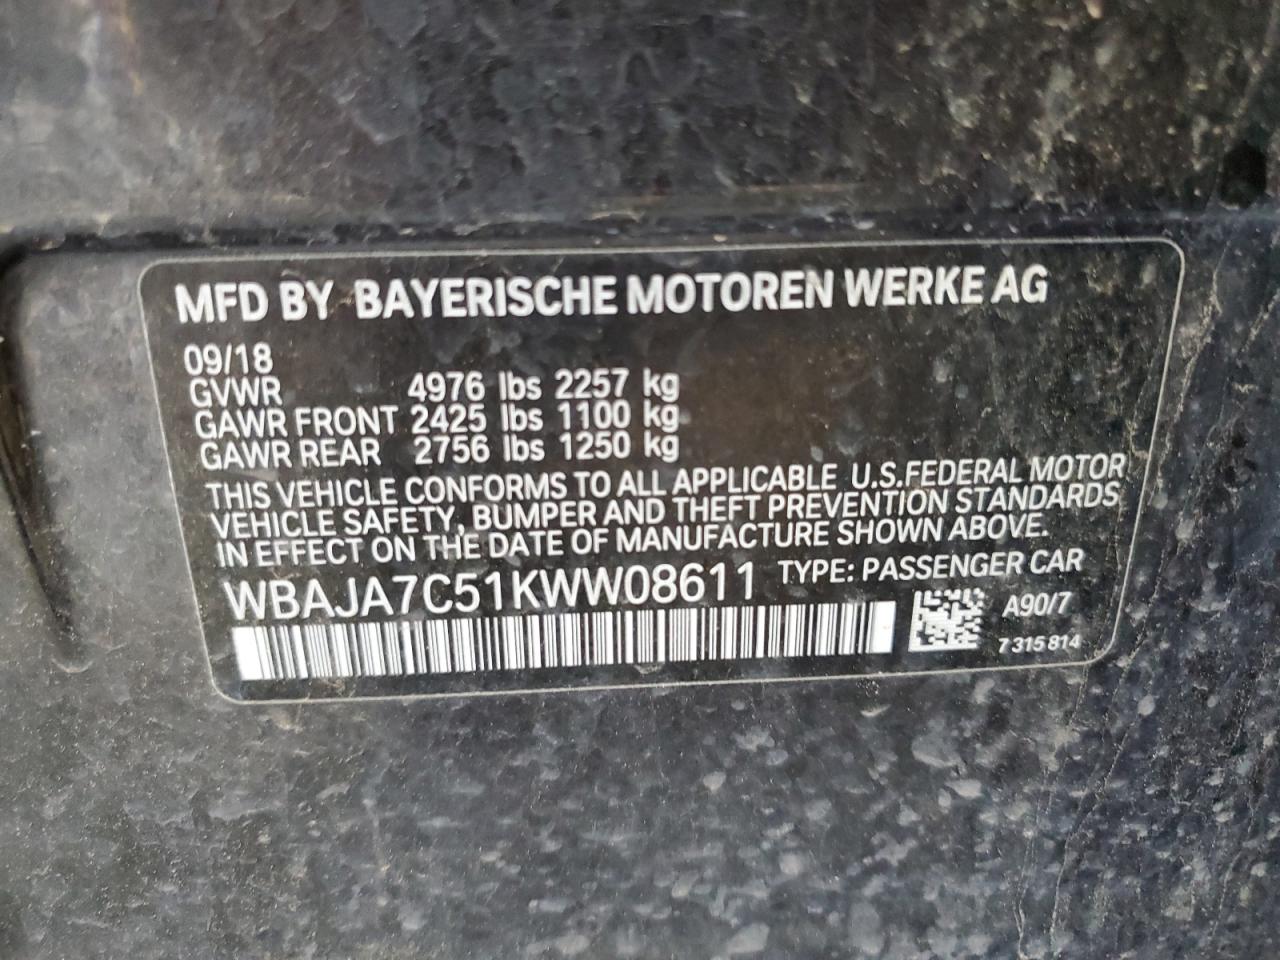 MFD BY BAYERISCHE MOTOREN WERKE AG
09/18
GVWR 4976 lbs 2257 kg
GAWR FRONT 2425 lbs 1100 kg
GAWR REAR 2756 lbs 1250 kg
THIS VEHICLE CONFORMS TO ALL APPLICABLE U.S.FEDERAL MOTOR
VEHICLE SAFETY, BUMPER AND THEFT PREVENTION STANDARDS
IN EFFECT ON THE DATE OF MANUFACTURE SHOWN ABOVE.
WBAJA7C51KWW08611 TYPE: PASSENGER CAR
A90/7
7 315 814